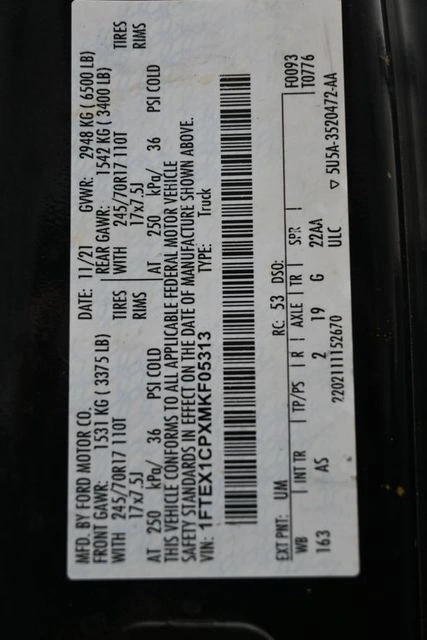 MFD. BY FORD MOTOR CO. DATE: 11/21 GVWR: 2948 KG ( 6500 LB)
FRONT GAWR: 1531 KG ( 3375 LB) REAR GAWR: 1542 KG ( 3400 LB)
WITH 245/70R17 110T TIRES WITH 245/70R17 110T TIRES
17x7.5J RIMS 17x7.5J RIMS
AT 250 kPa/ 36 PSI COLD AT 250 kPa/ 36 PSI COLD
THIS VEHICLE CONFORMS TO ALL APPLICABLE FEDERAL MOTOR VEHICLE
SAFETY STANDARDS IN EFFECT ON THE DATE OF MANUFACTURE SHOWN ABOVE.
VIN: 1FTEX1CPXMKF05313 TYPE: Truck
F0093
EXT PNT: UM RC: 53 DSO: T0776
WB INT TR TP/PS R AXLE TR SPR
163 AS 2 19 G 22AA
ULC
2202111152670 ▽ 5U5A-3520472-AA